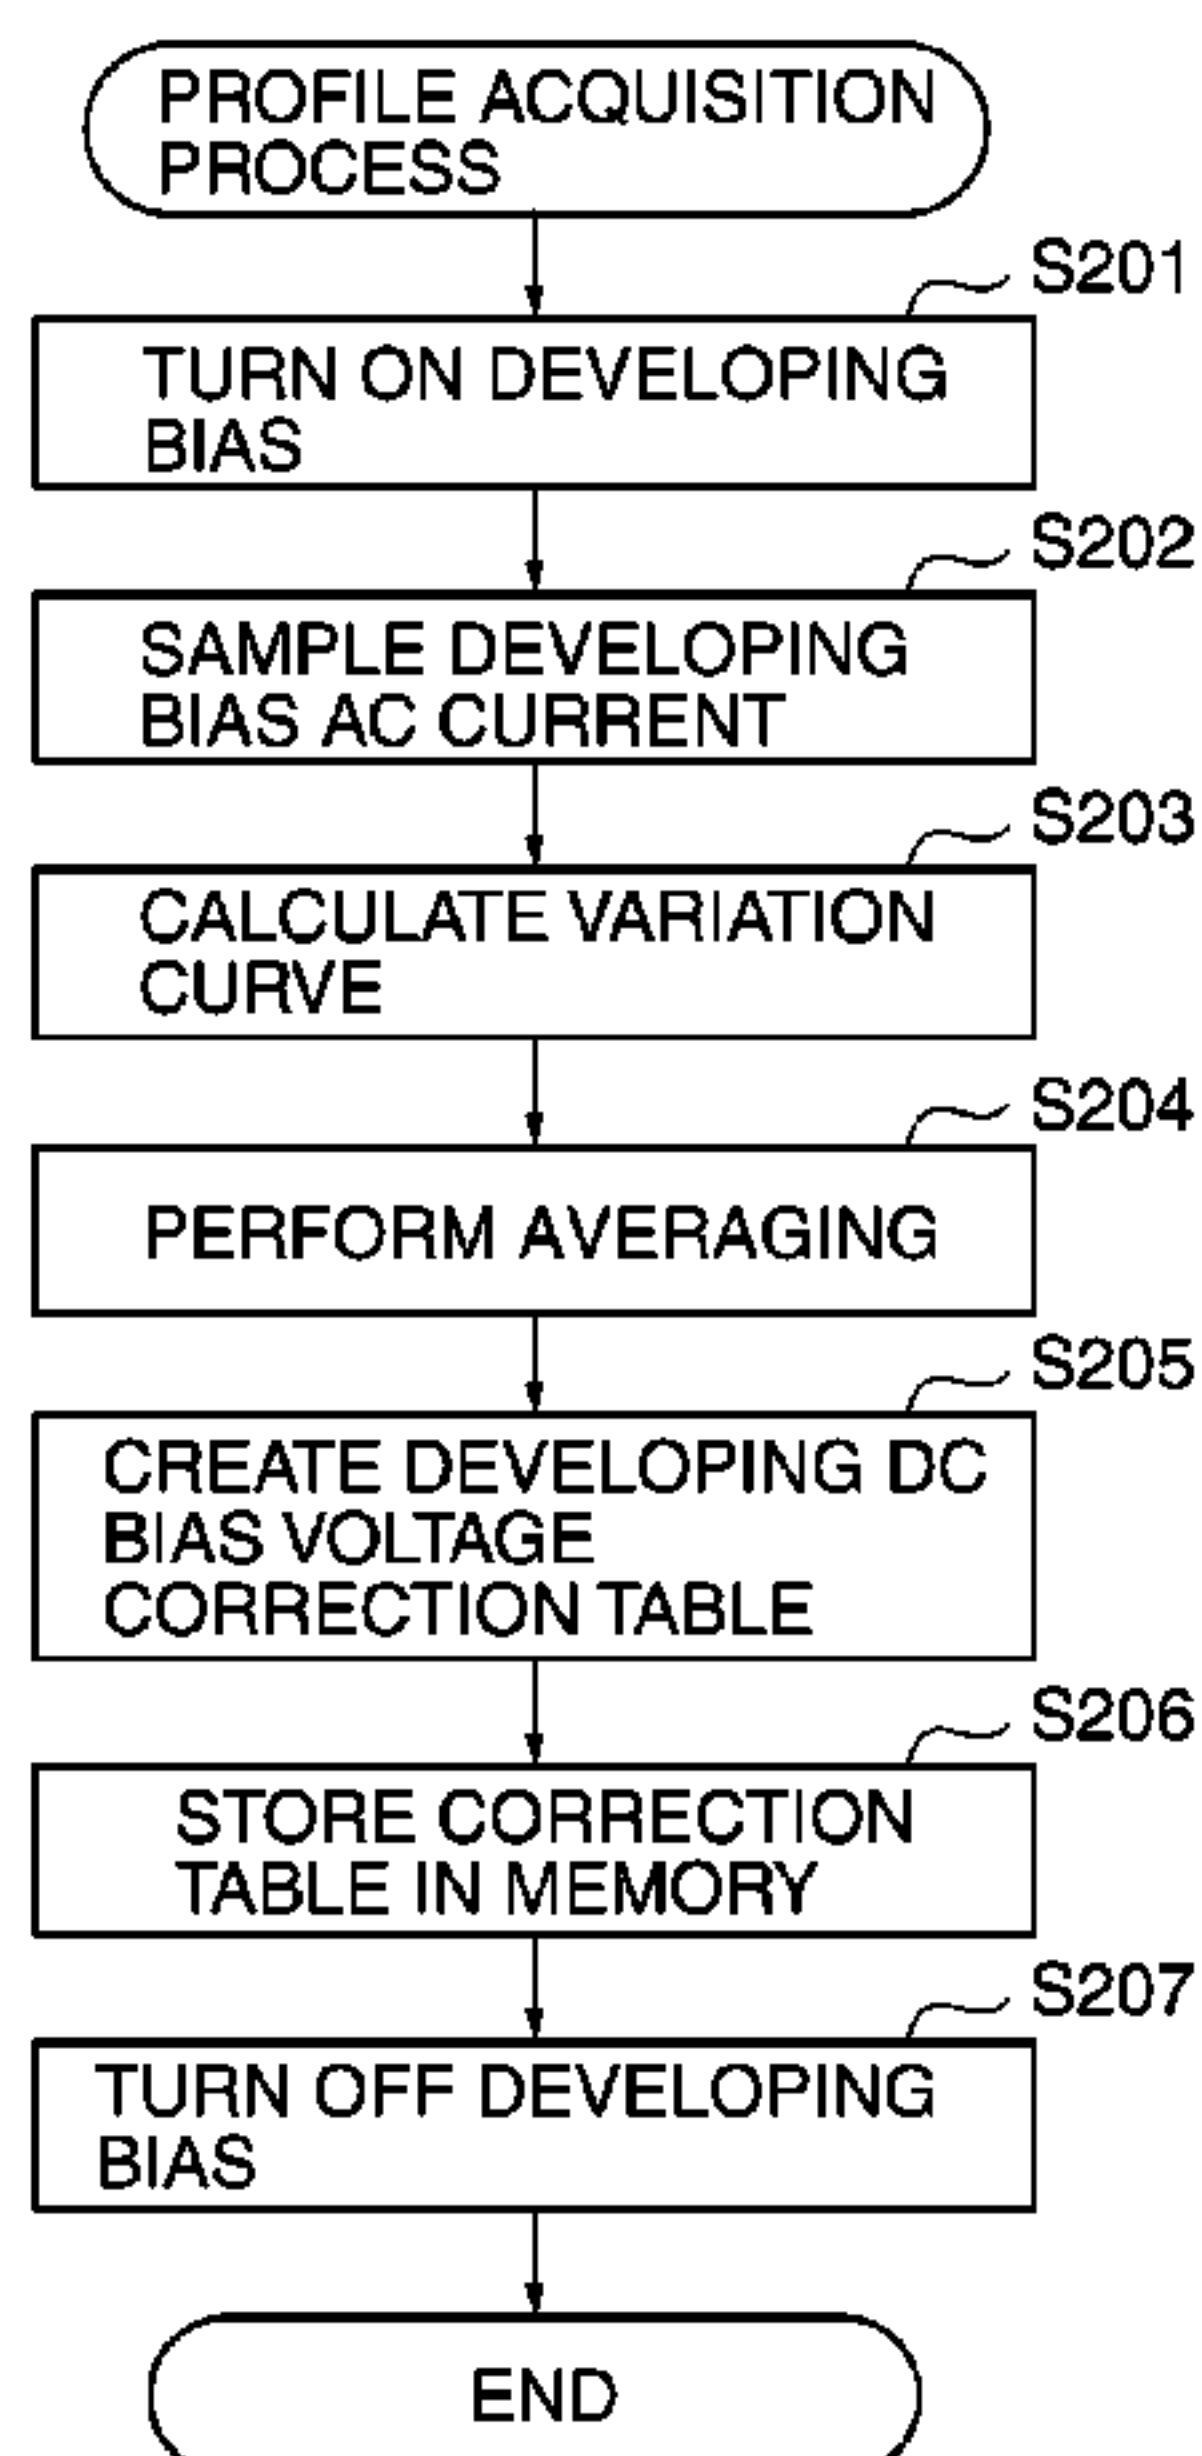 PROFILE ACQUISITION
PROCESS
S201
TURN ON DEVELOPING
BIAS
S202
SAMPLE DEVELOPING
BIAS AC CURRENT
S203
CALCULATE VARIATION
CURVE
S204
PERFORM AVERAGING
S205
CREATE DEVELOPING DC
BIAS VOLTAGE
CORRECTION TABLE
S206
STORE CORRECTION
TABLE IN MEMORY
S207
TURN OFF DEVELOPING
BIAS
END